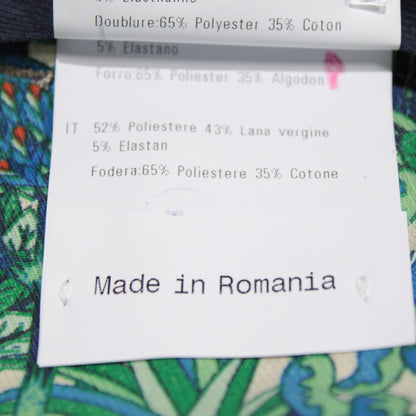 Doublure:65% Polyester 35% Coton
5% Elastano
Forro:65% Poliester 35% Algodon
IT 52% Poliestere 43% Lana vergine
5% Elastan
Fodera:65% Poliestere 35% Cotone
Made in Romania